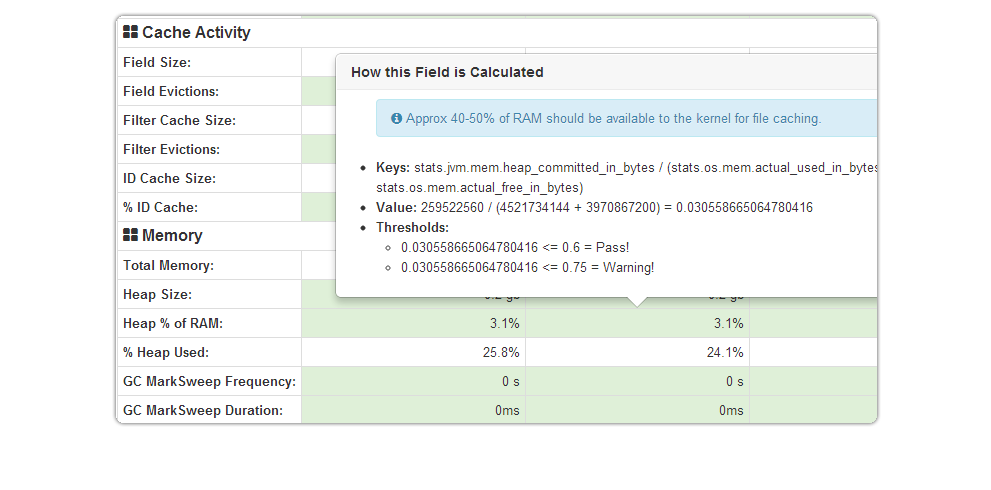 Cache Activity
Field Size:
How this Field is Calculated
Field Evictions:
Approx 40-50% of RAM should be available to the kernel for file caching.
Filter Cache Size:
Filter Evictions:
Keys: stats.jvm.mem.heap_committed_in_bytes / (stats.os.mem.actual_used_in_bytes
stats.os.mem.actual_free_in_bytes)
ID Cache Size:
% ID Cache:
Value: 259522560 / (4521734144 + 3970867200) = 0.030558665064780416
Thresholds:
Memory
0.030558665064780416 <= 0.6 = Pass!
Total Memory:
0.030558665064780416 <= 0.75 = Warning!
Heap Size:
Heap % of RAM: 3.1% 3.1%
% Heap Used: 25.8% 24.1%
GC MarkSweep Frequency: 0 s 0 s
GC MarkSweep Duration: 0ms 0ms